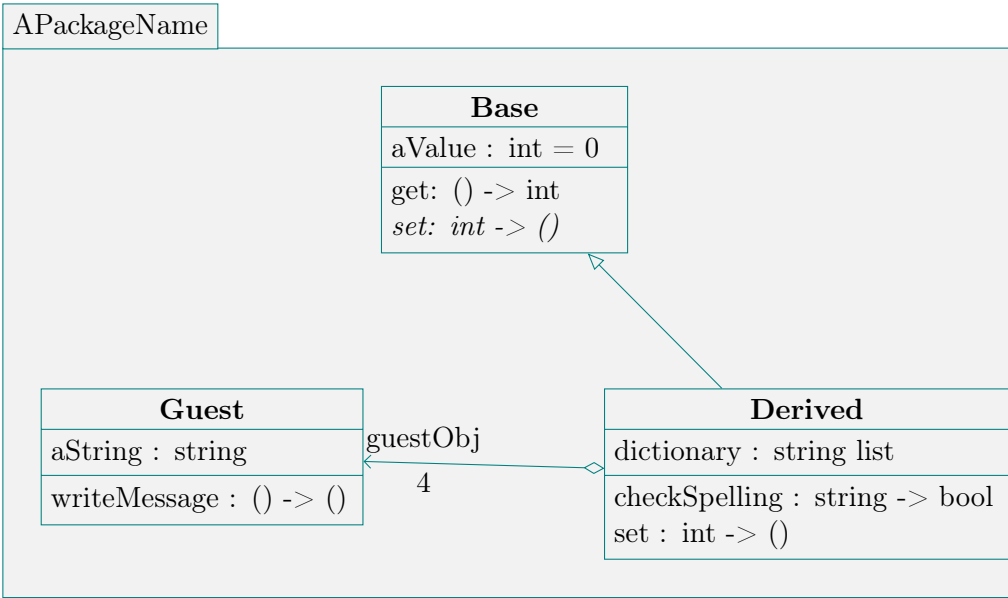 APackageName
Base
aValue : int = 0
get: () -> int
set: int -> ()
Guest
aString : string
writeMessage : () -> ()
guestObj
4
Derived
dictionary : string list
checkSpelling : string -> bool
set : int -> ()